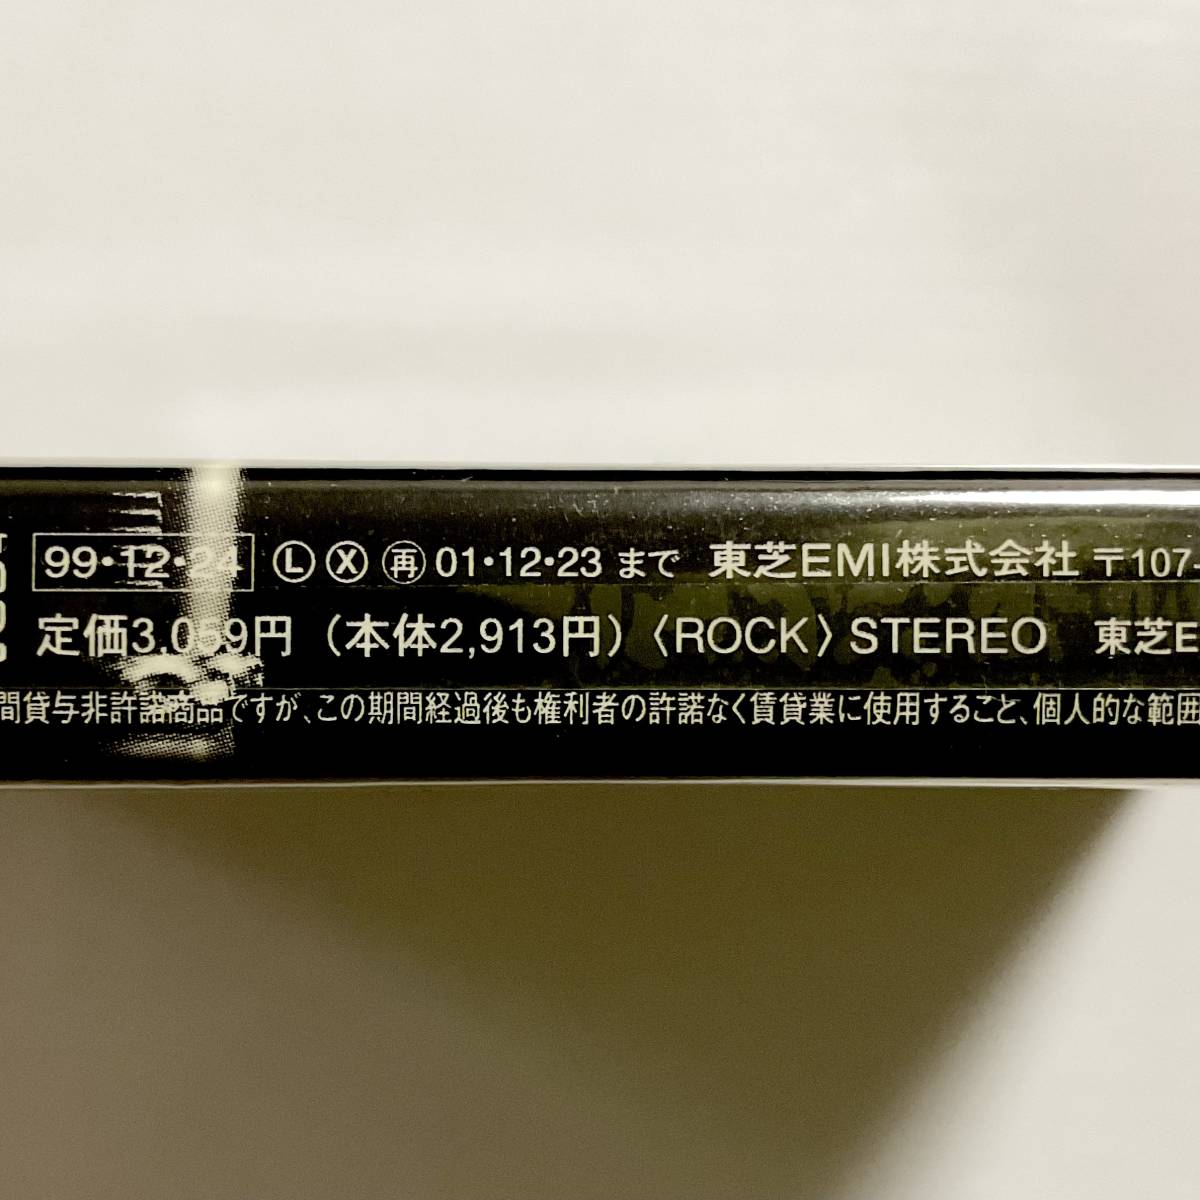 99・12・24 Ⓛ Ⓧ ㊢ 01・12・23 まで 東芝EMI株式会社 〒107-
定価3,059円（本体2,913円）〈ROCK〉STEREO 東芝E
間貸与非許諾商品ですが、この期間経過後も権利者の許諾なく賃貸業に使用すること、個人的な範囲